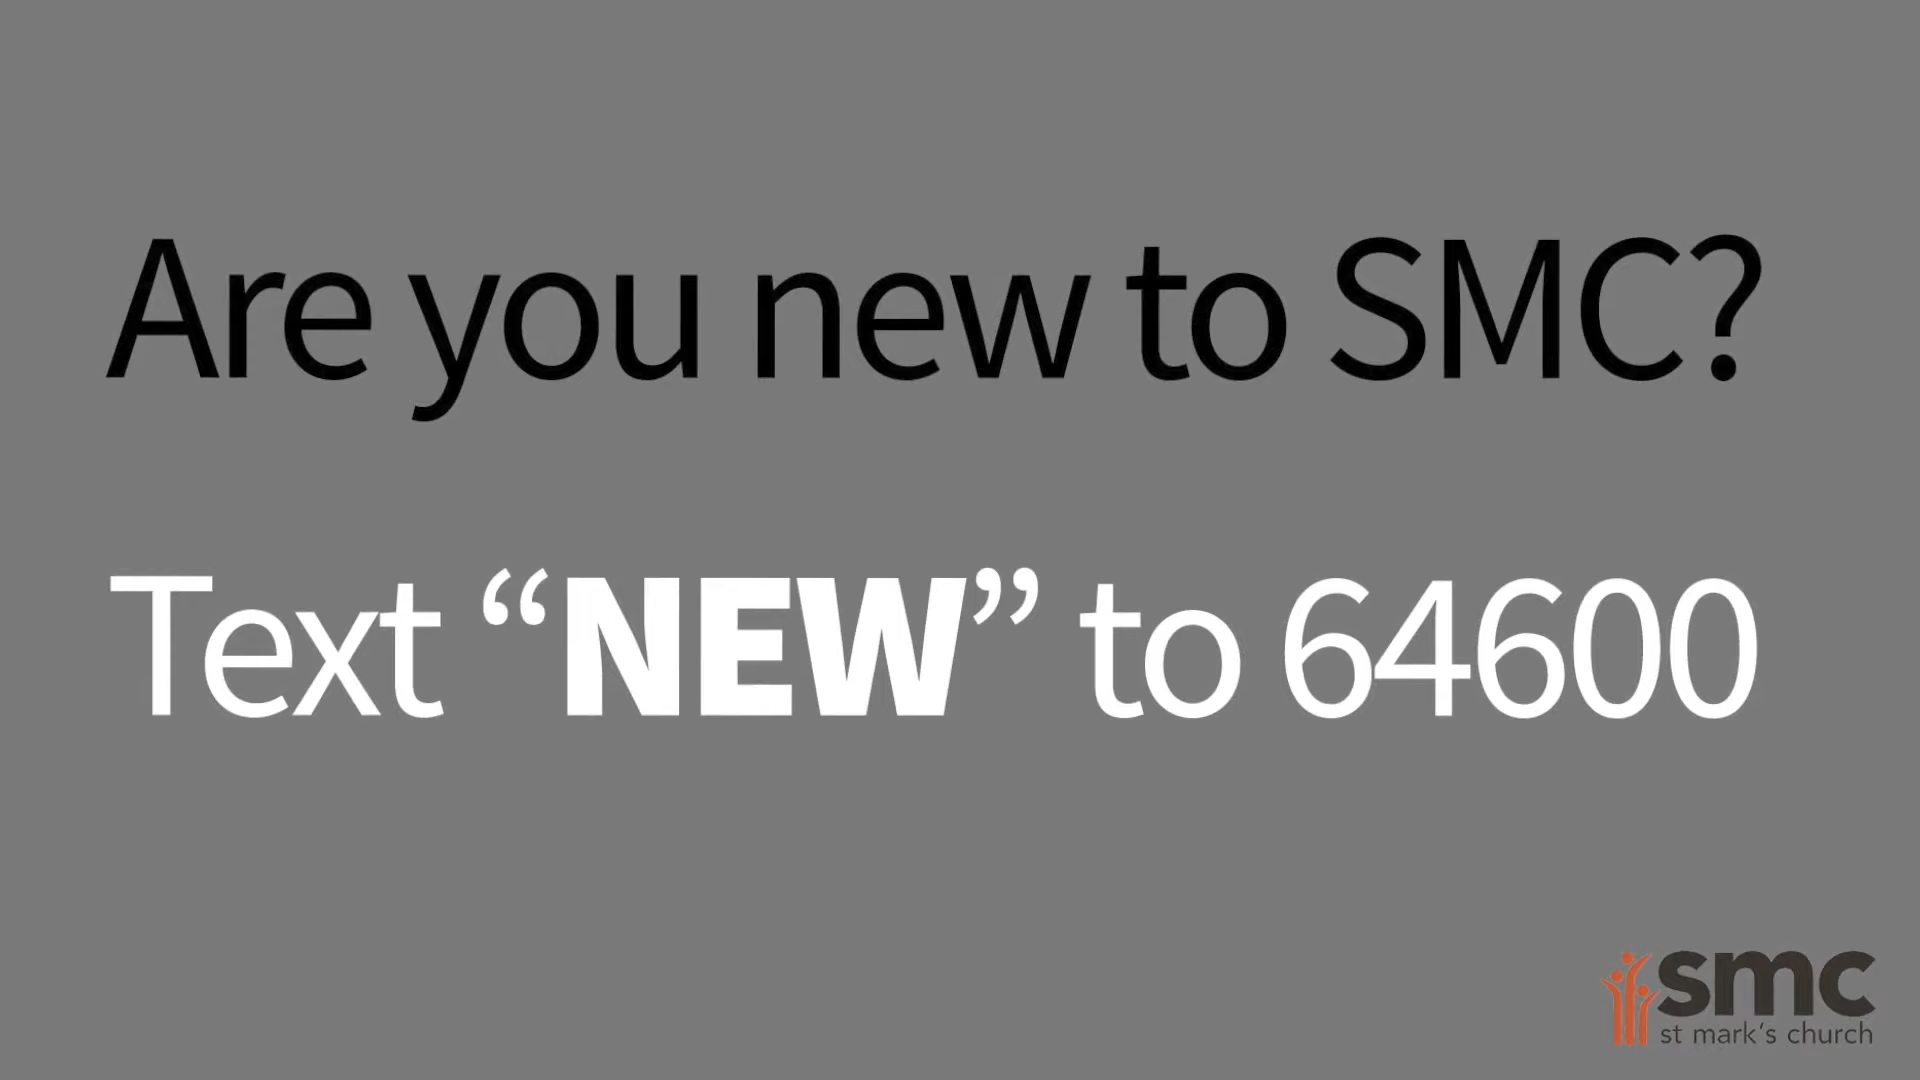 Are you new to SMC?
Text “NEW” to 64600
smc
st mark's church